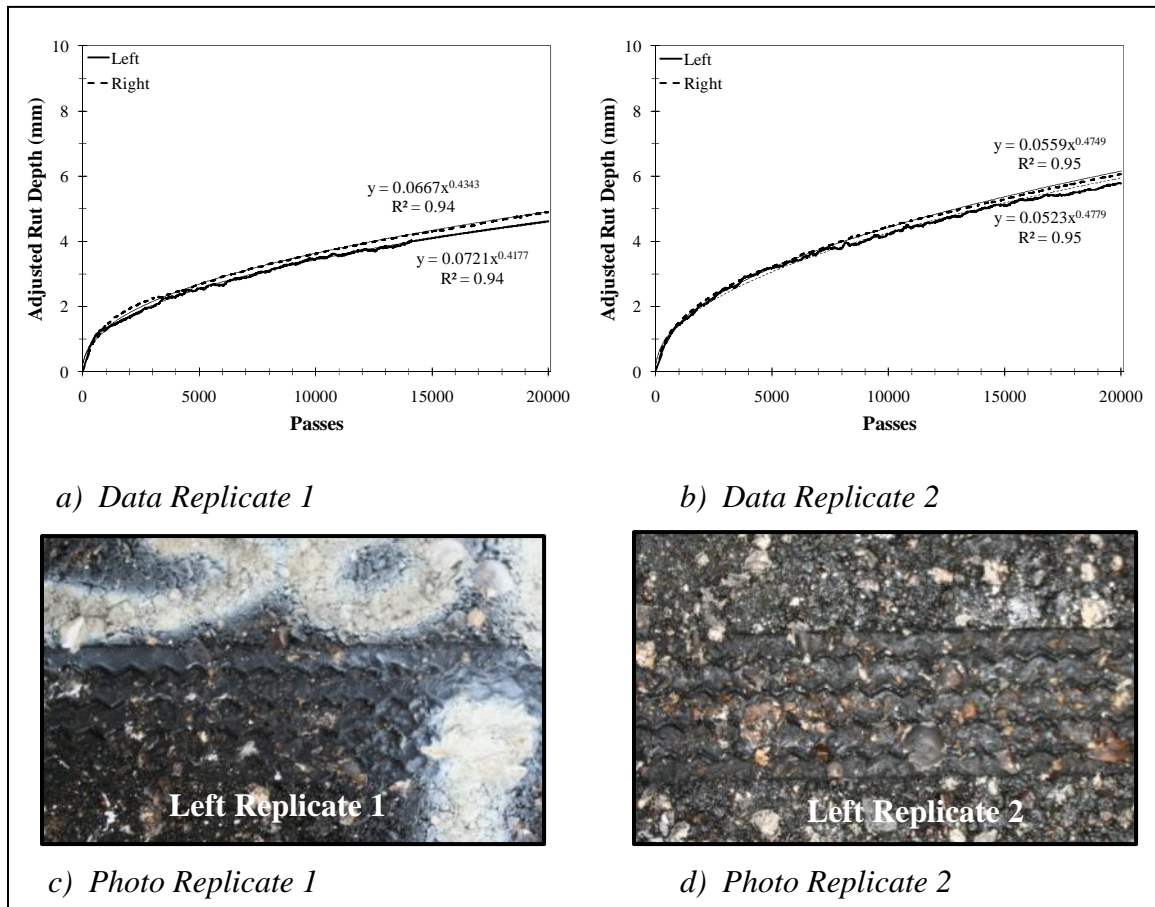 10
8
6
4
2
0
Adjusted Rut Depth (mm)
Left
Right
y = 0.0667x^0.4343
R² = 0.94
y = 0.0721x^0.4177
R² = 0.94
0 5000 10000 15000 20000
Passes
a) Data Replicate 1
10
8
6
4
2
0
Adjusted Rut Depth (mm)
Left
Right
y = 0.0559x^0.4749
R² = 0.95
y = 0.0523x^0.4779
R² = 0.95
0 5000 10000 15000 20000
Passes
b) Data Replicate 2
Left Replicate 1
c) Photo Replicate 1
Left Replicate 2
d) Photo Replicate 2